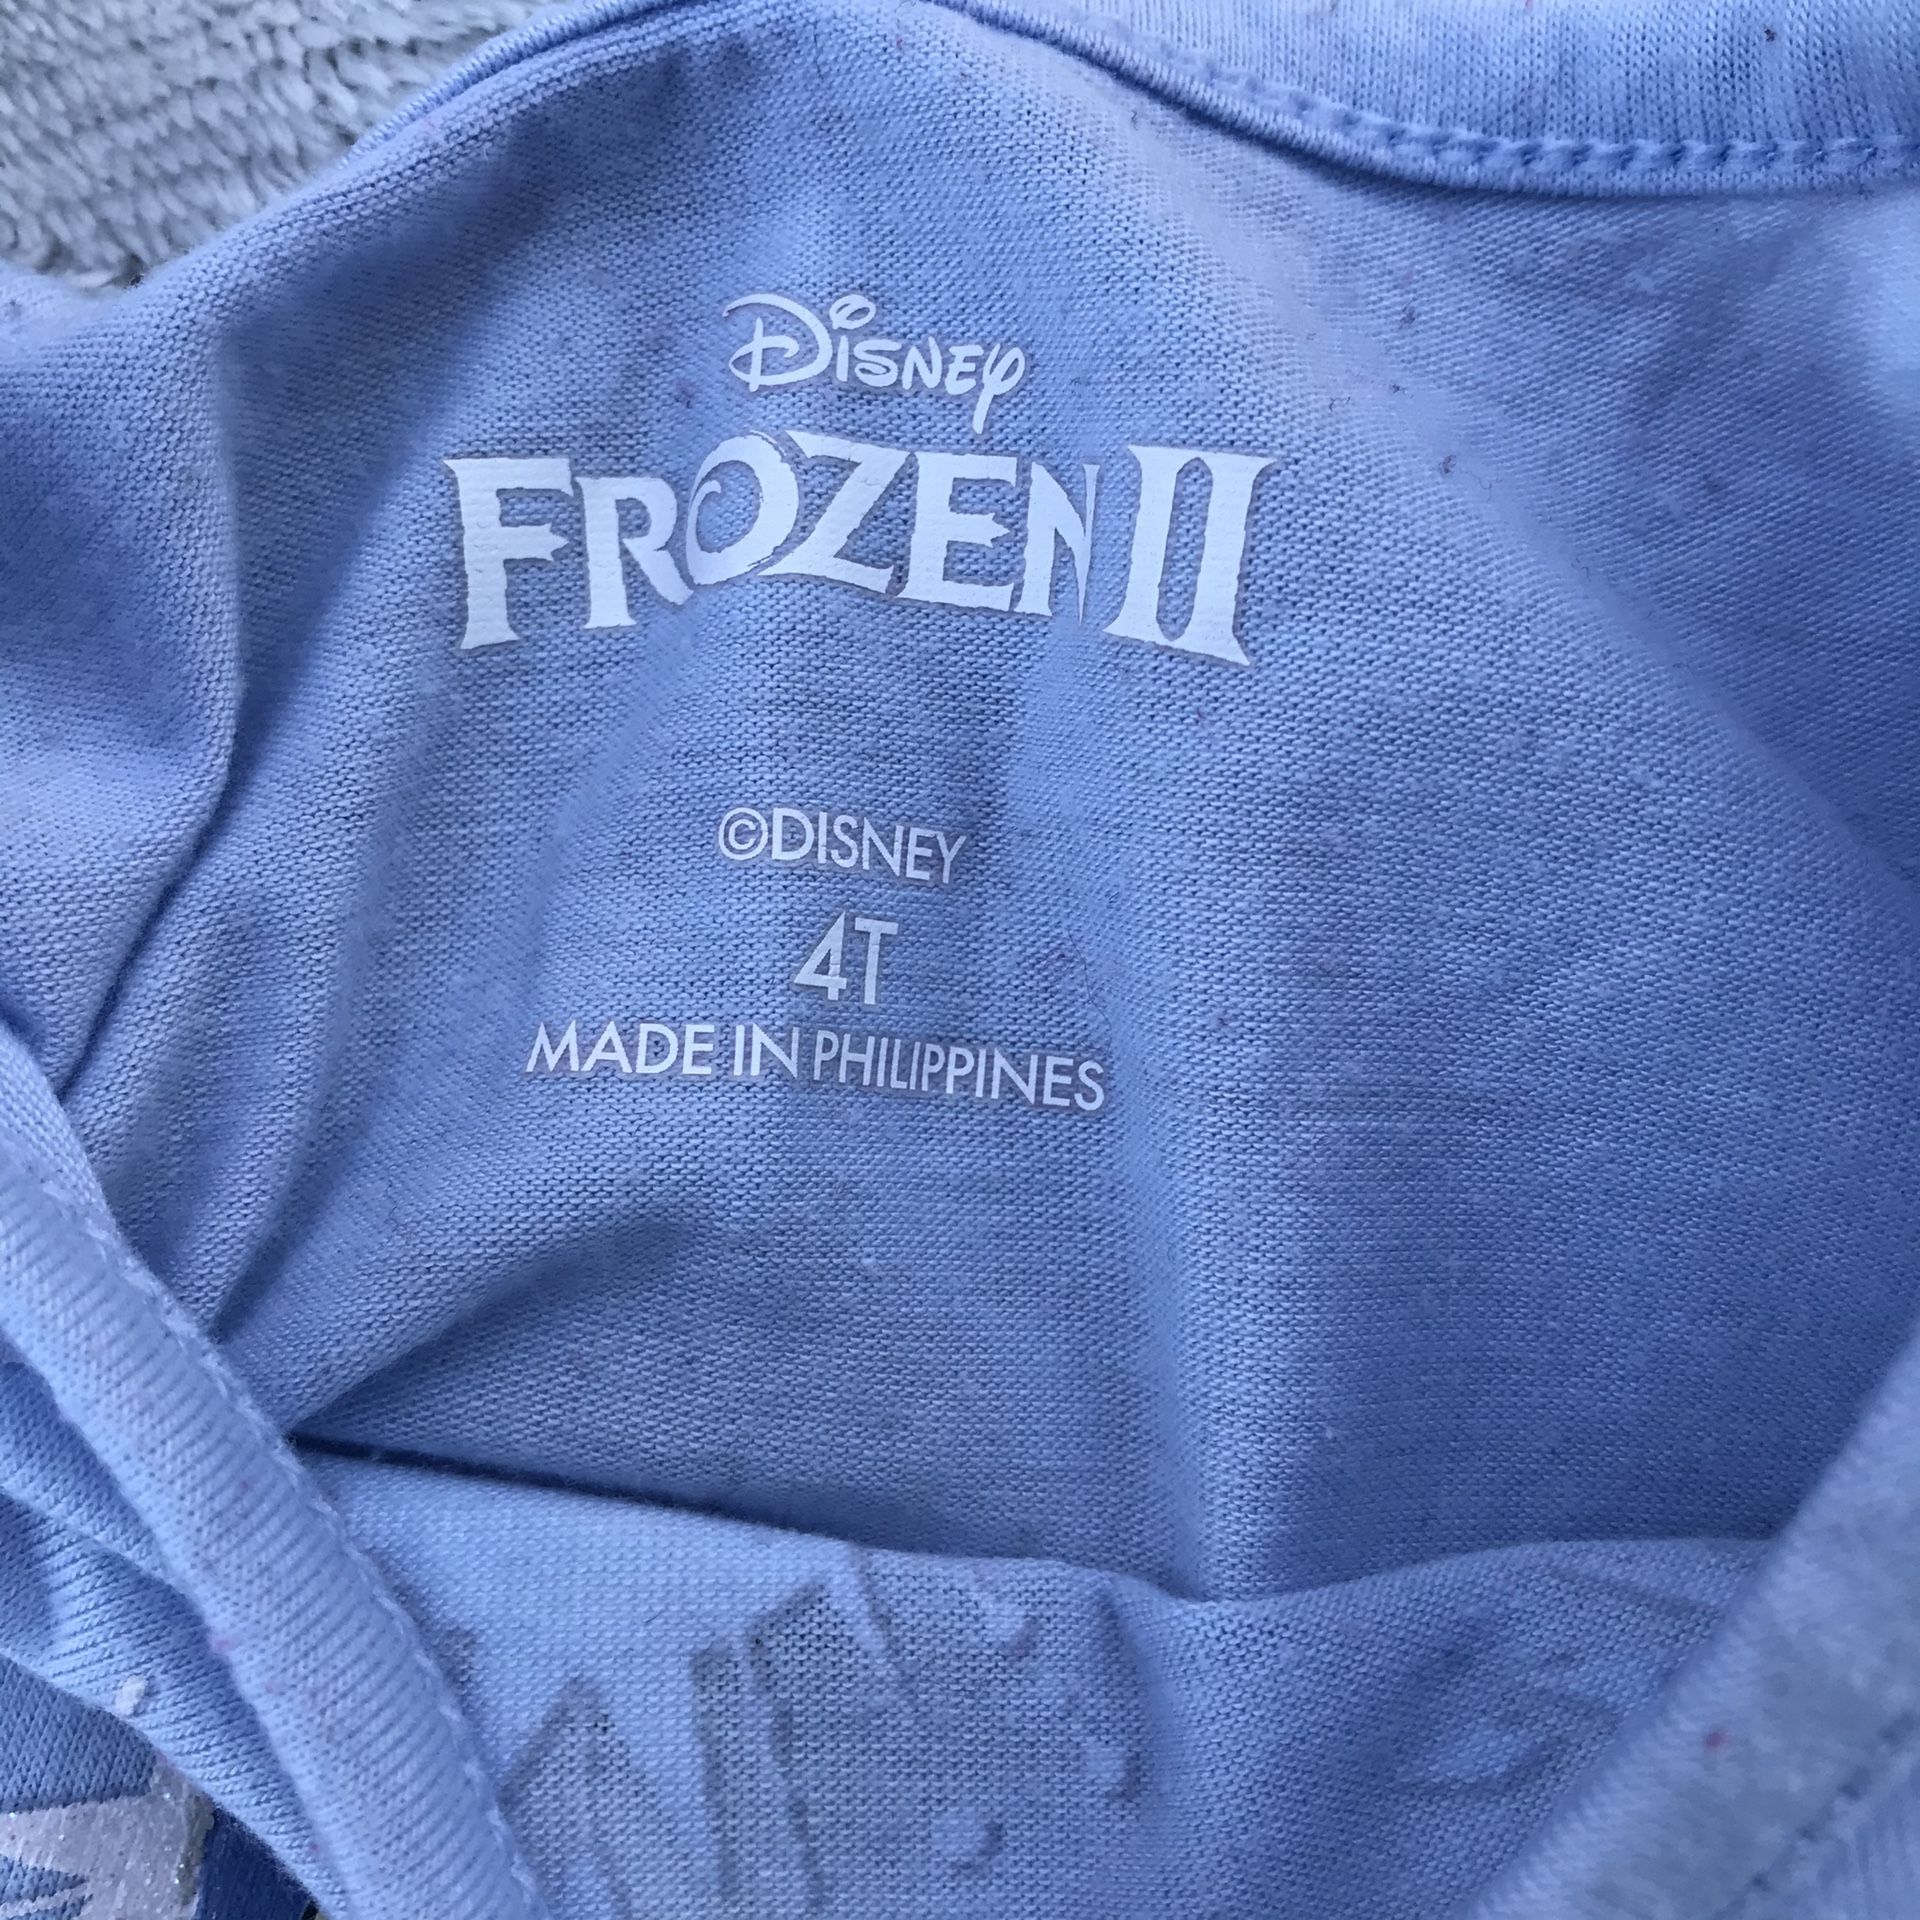 Disney
FROZEN II
©DISNEY
4T
MADE IN PHILIPPINES